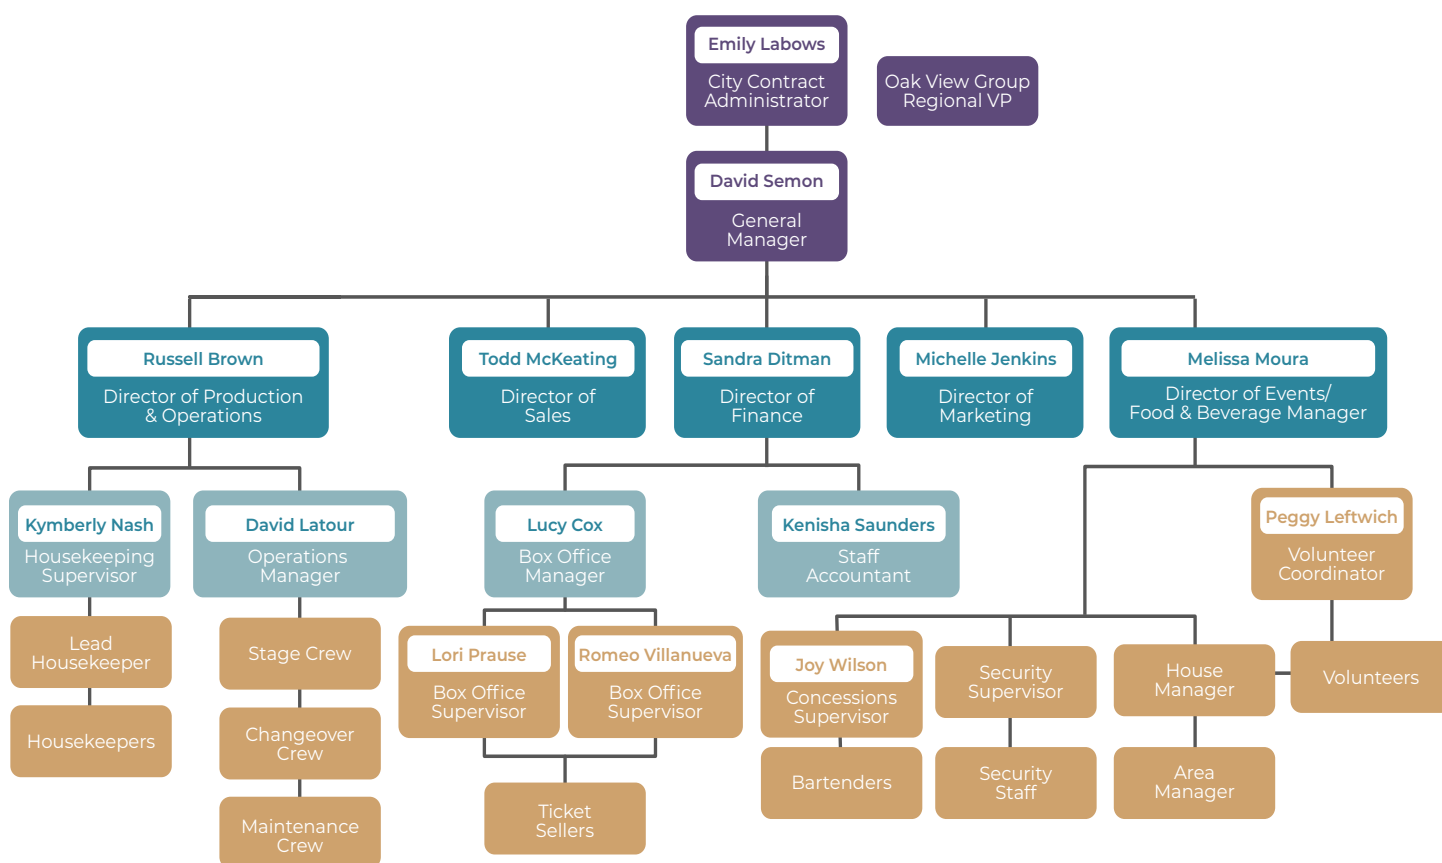 Emily Labows
City Contract
Administrator
Oak View Group
Regional VP
David Semon
General
Manager
Russell Brown
Director of Production
& Operations
Todd McKeating
Director of
Sales
Sandra Ditman
Director of
Finance
Michelle Jenkins
Director of
Marketing
Melissa Moura
Director of Events/
Food & Beverage Manager
Kymberly Nash
Housekeeping
Supervisor
David Latour
Operations
Manager
Lucy Cox
Box Office
Manager
Kenisha Saunders
Staff
Accountant
Peggy Leftwich
Volunteer
Coordinator
Lead
Housekeeper
Stage Crew
Lori Prause
Box Office
Supervisor
Romeo Villanueva
Box Office
Supervisor
Joy Wilson
Concessions
Supervisor
Security
Supervisor
House
Manager
Volunteers
Housekeepers
Changeover
Crew
Bartenders
Security
Staff
Area
Manager
Maintenance
Crew
Ticket
Sellers